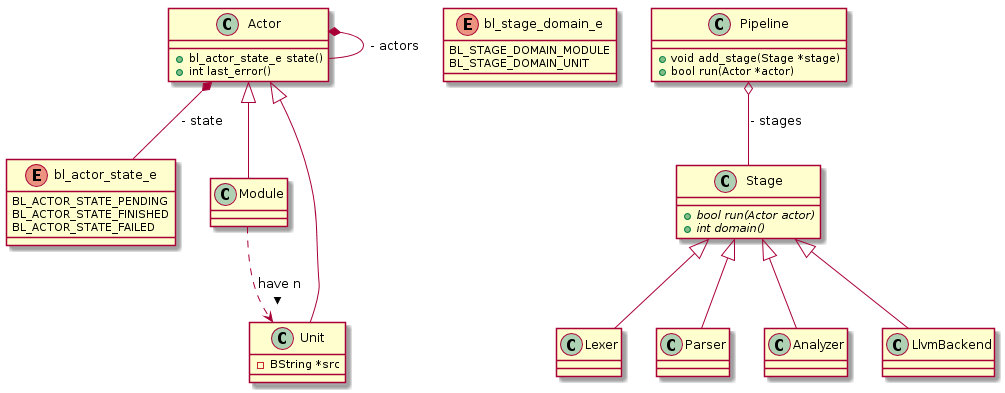 C Actor
bl_actor_state_e state()
int last_error()
- actors
E bl_stage_domain_e
BL_STAGE_DOMAIN_MODULE
BL_STAGE_DOMAIN_UNIT
C Pipeline
void add_stage(Stage *stage)
bool run(Actor *actor)
- state
- stages
E bl_actor_state_e
BL_ACTOR_STATE_PENDING
BL_ACTOR_STATE_FINISHED
BL_ACTOR_STATE_FAILED
C Module
C Stage
bool run(Actor actor)
int domain()
have n
C Unit
BString *src
C Lexer
C Parser
C Analyzer
C LlvmBackend